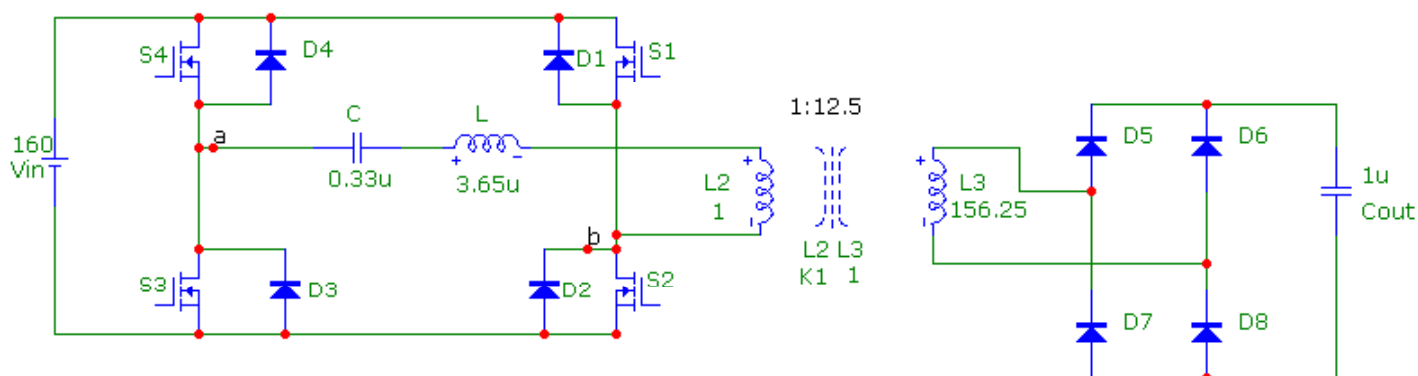 S4
D4
D1
S1
1:12.5
a
C
L
160
Vin
0.33u
3.65u
L2
1
L3
156.25
D5
D6
1u
Cout
b
L2 L3
K1 1
S3
D3
D2
S2
D7
D8
+ -
+
-
+
-